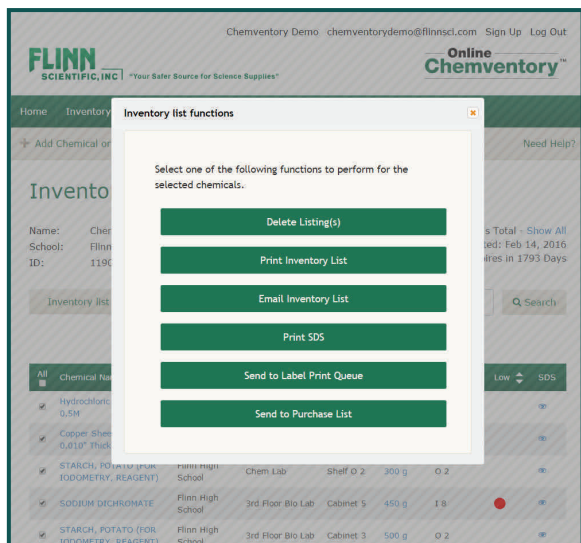 Chemventory Demo chemventorydemo@flinnsci.com Sign Up Log Out
FLINN
SCIENTIFIC, INC
"Your Safer Source for Science Supplies"
Online
Chemventory™
Home Inventory
Inventory list functions
+ Add Chemical or
Need Help?
Select one of the following functions to perform for the
selected chemicals.
Delete Listing(s)
Print Inventory List
Email Inventory List
Print SDS
Send to Label Print Queue
Send to Purchase List
Invento
Name: Cher
School: Flinn
ID: 1190
s Total - Show All
ted: Feb 14, 2016
pires in 1793 Days
Inventory list
Search
All Chemical Na Low SDS
Hydrochloric
0.5M
Copper Shee
0.010" Thick
STARCH, POTATO (FOR
IODOMETRY, REAGENT) Flinn High
School Chem Lab Shelf O 2 300 g O 2
SODIUM DICHROMATE Flinn High
School 3rd Floor Bio Lab Cabinet 5 450 g I 8
STARCH, POTATO (FOR
IODOMETRY, REAGENT) Flinn High
School 3rd Floor Bio Lab Cabinet 3 500 g O 2